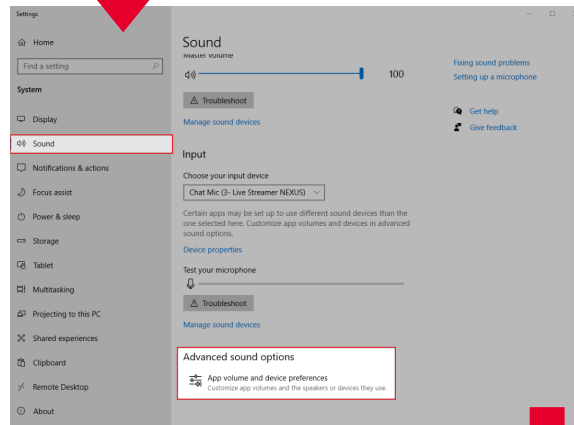 Settings
Home
Find a setting
System
Display
Sound
Notifications & actions
Focus assist
Power & sleep
Storage
Tablet
Multitasking
Projecting to this PC
Shared experiences
Clipboard
Remote Desktop
About
Sound
Master volume
100
Troubleshoot
Manage sound devices
Input
Choose your input device
Chat Mic (3- Live Streamer NEXUS)
Certain apps may be set up to use different sound devices than the
one selected here. Customize app volumes and devices in advanced
sound options.
Device properties
Test your microphone
Troubleshoot
Manage sound devices
Advanced sound options
App volume and device preferences
Customize app volumes and the speakers or devices they use.
Fixing sound problems
Setting up a microphone
Get help
Give feedback